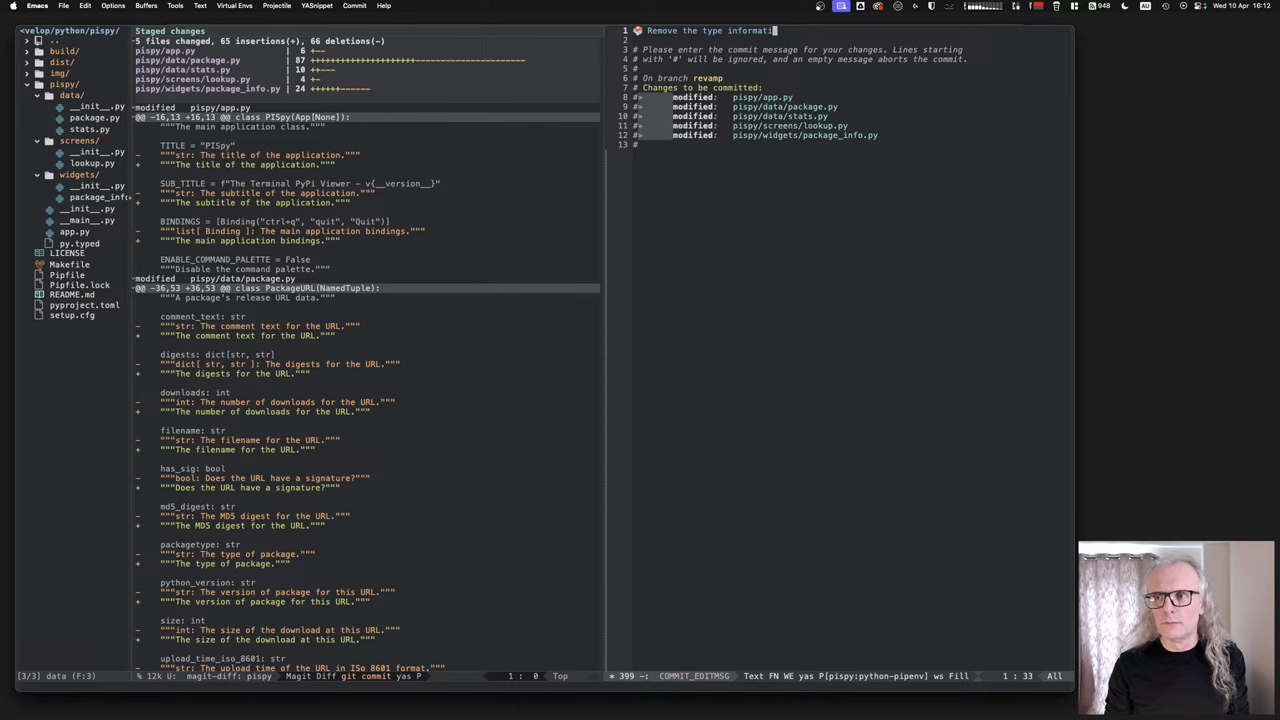 Emacs File Edit Options Buffers Tools Text Virtual Envs Projectile YASnippet Commit Help
948 AU Wed 10 Apr 16:12
<velop/python/pispy/
..
build/
dist/
img/
pispy/
data/
__init__.py
package.py
stats.py
screens/
__init__.py
lookup.py
widgets/
__init__.py
package_info
__init__.py
__main__.py
app.py
py.typed
LICENSE
Makefile
Pipfile
Pipfile.lock
README.md
pyproject.toml
setup.cfg
[3/3] data (F:3)
Staged changes
5 files changed, 65 insertions(+), 66 deletions(-)
pispy/app.py | 6 +--
pispy/data/package.py | 87 +++++++++++++++++++++-----------------------
pispy/data/stats.py | 10 ++---
pispy/screens/lookup.py | 4 +-
pispy/widgets/package_info.py | 24 ++++++------
modified pispy/app.py
@@ -16,13 +16,13 @@ class PISpy(App[None]):
"""The main application class."""
TITLE = "PISpy"
- """str: The title of the application."""
+ """The title of the application."""
SUB_TITLE = f"The Terminal PyPi Viewer - v{__version__}"
- """str: The subtitle of the application."""
+ """The subtitle of the application."""
BINDINGS = [Binding("ctrl+q", "quit", "Quit")]
- """list[ Binding ]: The main application bindings."""
+ """The main application bindings."""
ENABLE_COMMAND_PALETTE = False
"""Disable the command palette."""
modified pispy/data/package.py
@@ -36,53 +36,53 @@ class PackageURL(NamedTuple):
"""A package's release URL data."""
comment_text: str
- """str: The comment text for the URL."""
+ """The comment text for the URL."""
digests: dict[str, str]
- """dict[ str, str ]: The digests for the URL."""
+ """The digests for the URL."""
downloads: int
- """int: The number of downloads for the URL."""
+ """The number of downloads for the URL."""
filename: str
- """str: The filename for the URL."""
+ """The filename for the URL."""
has_sig: bool
- """bool: Does the URL have a signature?"""
+ """Does the URL have a signature?"""
md5_digest: str
- """str: The MD5 digest for the URL."""
+ """The MD5 digest for the URL."""
packagetype: str
- """str: The type of package."""
+ """The type of package."""
python_version: str
- """str: The version of package for this URL."""
+ """The version of package for this URL."""
size: int
- """int: The size of the download at this URL."""
+ """The size of the download at this URL."""
upload_time_iso_8601: str
- """str: The upload time of the URL in ISo 8601 format."""
% 12k U: magit-diff: pispy Magit Diff git commit yas P 1 : 0 Top
1 Remove the type informati
2
3 # Please enter the commit message for your changes. Lines starting
4 # with '#' will be ignored, and an empty message aborts the commit.
5 #
6 # On branch revamp
7 # Changes to be committed:
8 #» modified: pispy/app.py
9 #» modified: pispy/data/package.py
10 #» modified: pispy/data/stats.py
11 #» modified: pispy/screens/lookup.py
12 #» modified: pispy/widgets/package_info.py
13 #
* 399 -: COMMIT_EDITMSG Text FN WE yas P[pispy:python-pipenv] ws Fill 1 : 33 All